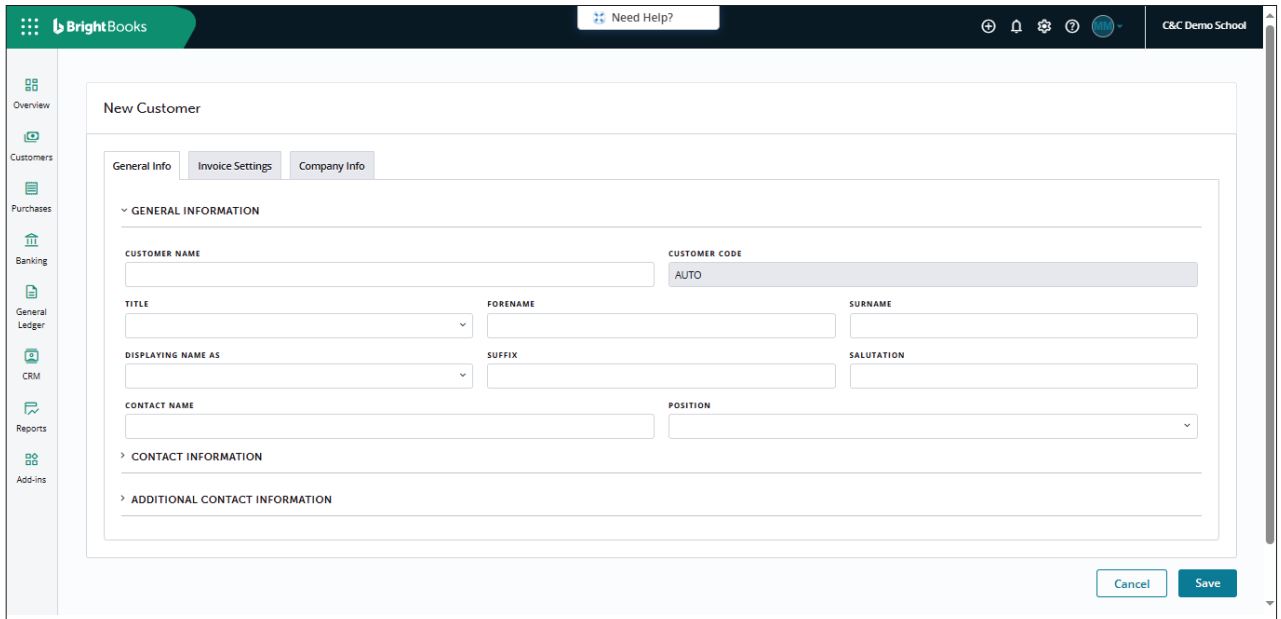 BrightBooks
Need Help?
MM
C&C Demo School
Overview
Customers
Purchases
Banking
General
Ledger
CRM
Reports
Add-ins
New Customer
General Info Invoice Settings Company Info
GENERAL INFORMATION
CUSTOMER NAME CUSTOMER CODE
AUTO
TITLE FORENAME SURNAME
DISPLAYING NAME AS SUFFIX SALUTATION
CONTACT NAME POSITION
CONTACT INFORMATION
ADDITIONAL CONTACT INFORMATION
Cancel Save